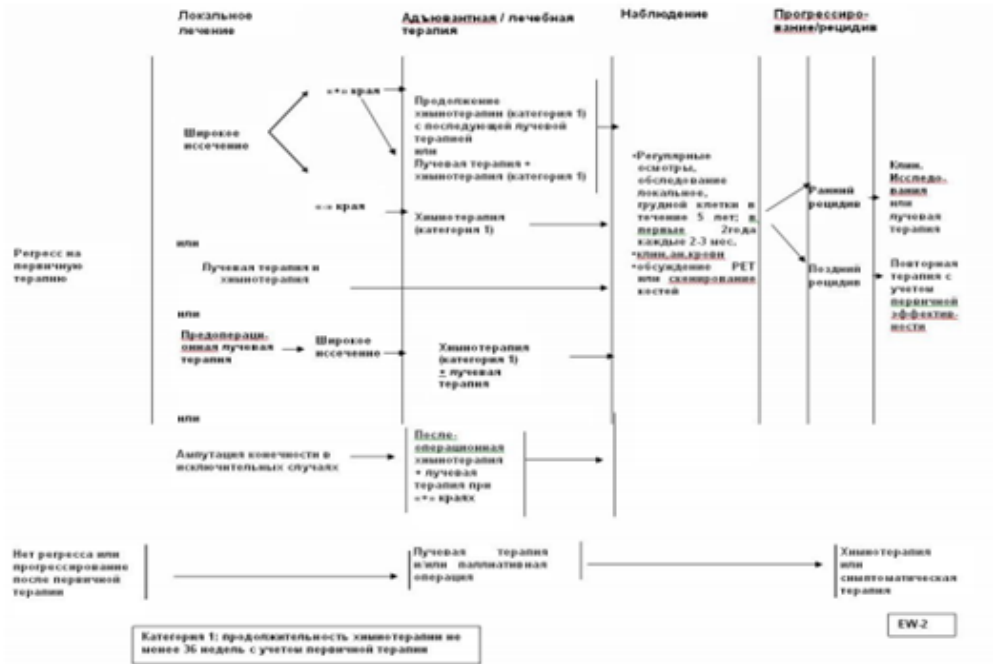 Локальное
лечение
Адъювантная / лечебная
терапия
Наблюдение
Прогрессиро-
вание/рецидив
Регресс на
первичную
терапию
Широкое
иссечение
«+» края
«-» края
Продолжение
химиотерапии (категория 1)
с последующей лучевой
терапией
или
Лучевая терапия +
химиотерапия (категория 1)
Химиотерапия
(категория 1)
или
Лучевая терапия и
химиотерапия
или
Предопераци-
онная лучевая
терапия
Широкое
иссечение
Химиотерапия
(категория 1)
± лучевая
терапия
или
Ампутация конечности в
исключительных случаях
После-
операционная
химиотерапия
+ лучевая
терапия при
«+» краях
•Регулярные
осмотры,
обследование
локальное,
грудной клетки в
течение 5 лет; в
первые 2года
каждые 2-3 мес.
•клин.ан.крови
•обсуждение PET
или сканирование
костей
Ранний
рецидив
Поздний
рецидив
Клин.
Исследо-
вания
или
лучевая
терапия
Повторная
терапия с
учетом
первичной
эффектив-
ности
Нет регресса или
прогрессирование
после первичной
терапии
Лучевая терапия
и/или паллиативная
операция
Химиотерапия
или
симптоматическая
терапия
Категория 1: продолжительность химиотерапии не
менее 36 недель с учетом первичной терапии
EW-2